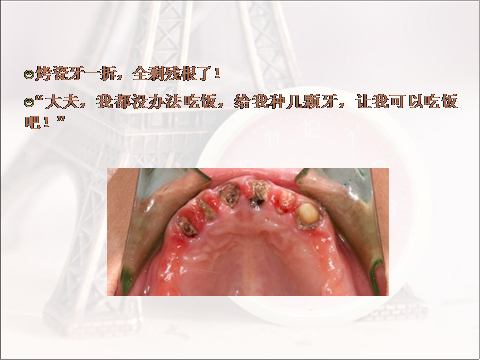 烤瓷牙一拆，全剩残根了！
“大夫，我都没办法吃饭，给我种几颗牙，让我可以吃饭
吧！”